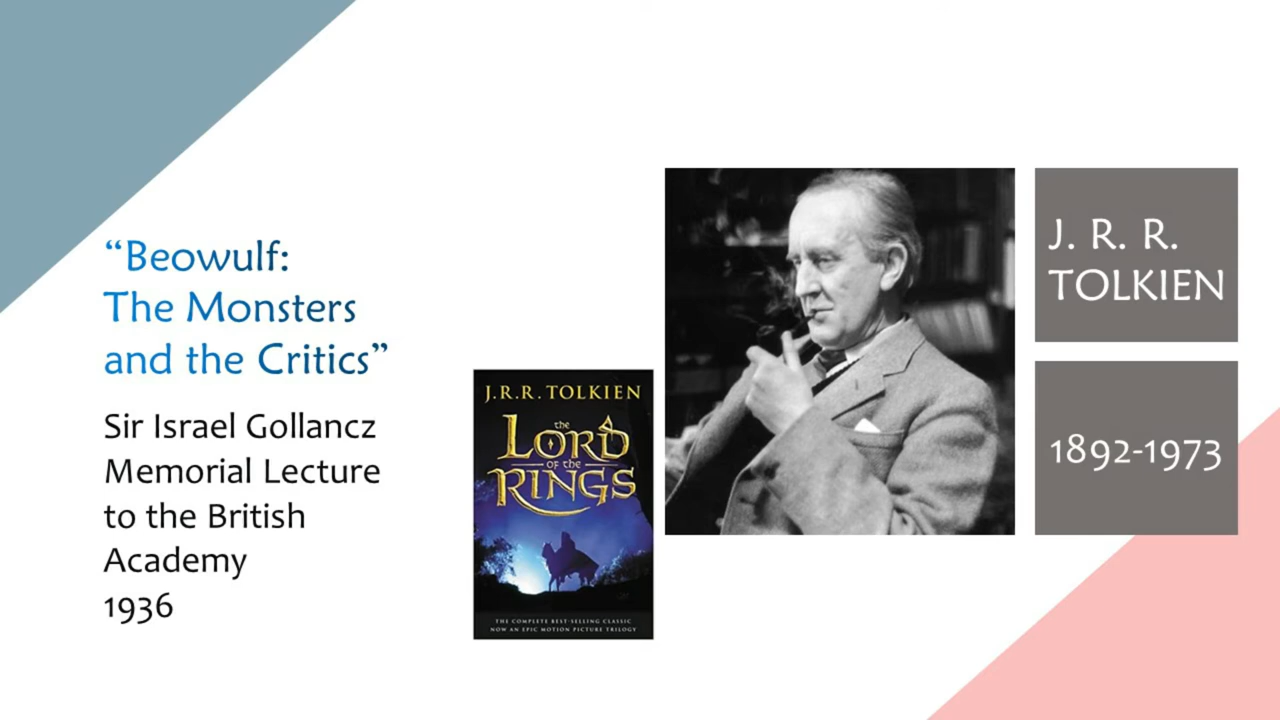 “Beowulf:
The Monsters
and the Critics”
Sir Israel Gollancz
Memorial Lecture
to the British
Academy
1936
J.R.R. TOLKIEN
the
LORD
OF the
RINGS
THE COMPLETE BEST-SELLING CLASSIC
NOW AN EPIC MOTION PICTURE TRILOGY
J. R. R.
TOLKIEN
1892-1973